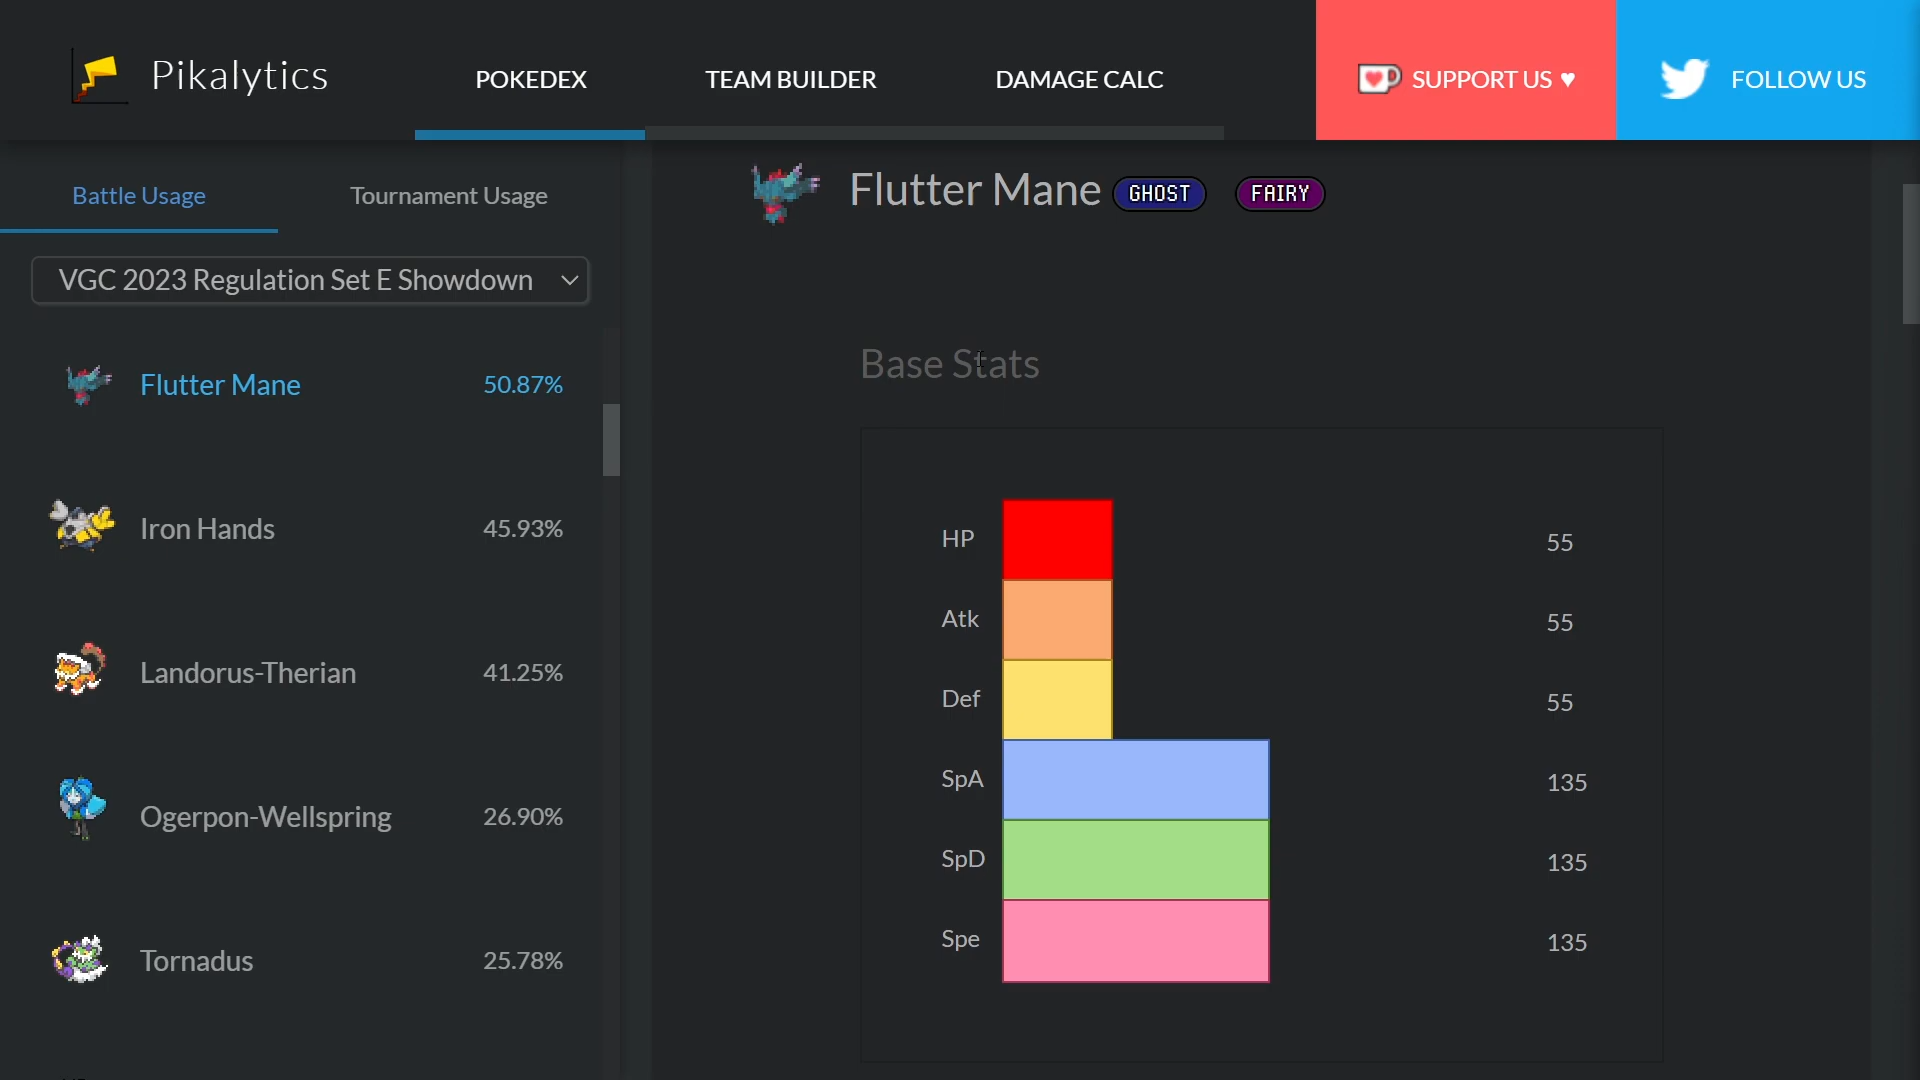 Pikalytics
POKEDEX
TEAM BUILDER
DAMAGE CALC
SUPPORT US ♥
FOLLOW US
Battle Usage
Tournament Usage
VGC 2023 Regulation Set E Showdown
Flutter Mane 50.87%
Iron Hands 45.93%
Landorus-Therian 41.25%
Ogerpon-Wellspring 26.90%
Tornadus 25.78%
Flutter Mane GHOST FAIRY
Base Stats
HP 55
Atk 55
Def 55
SpA 135
SpD 135
Spe 135